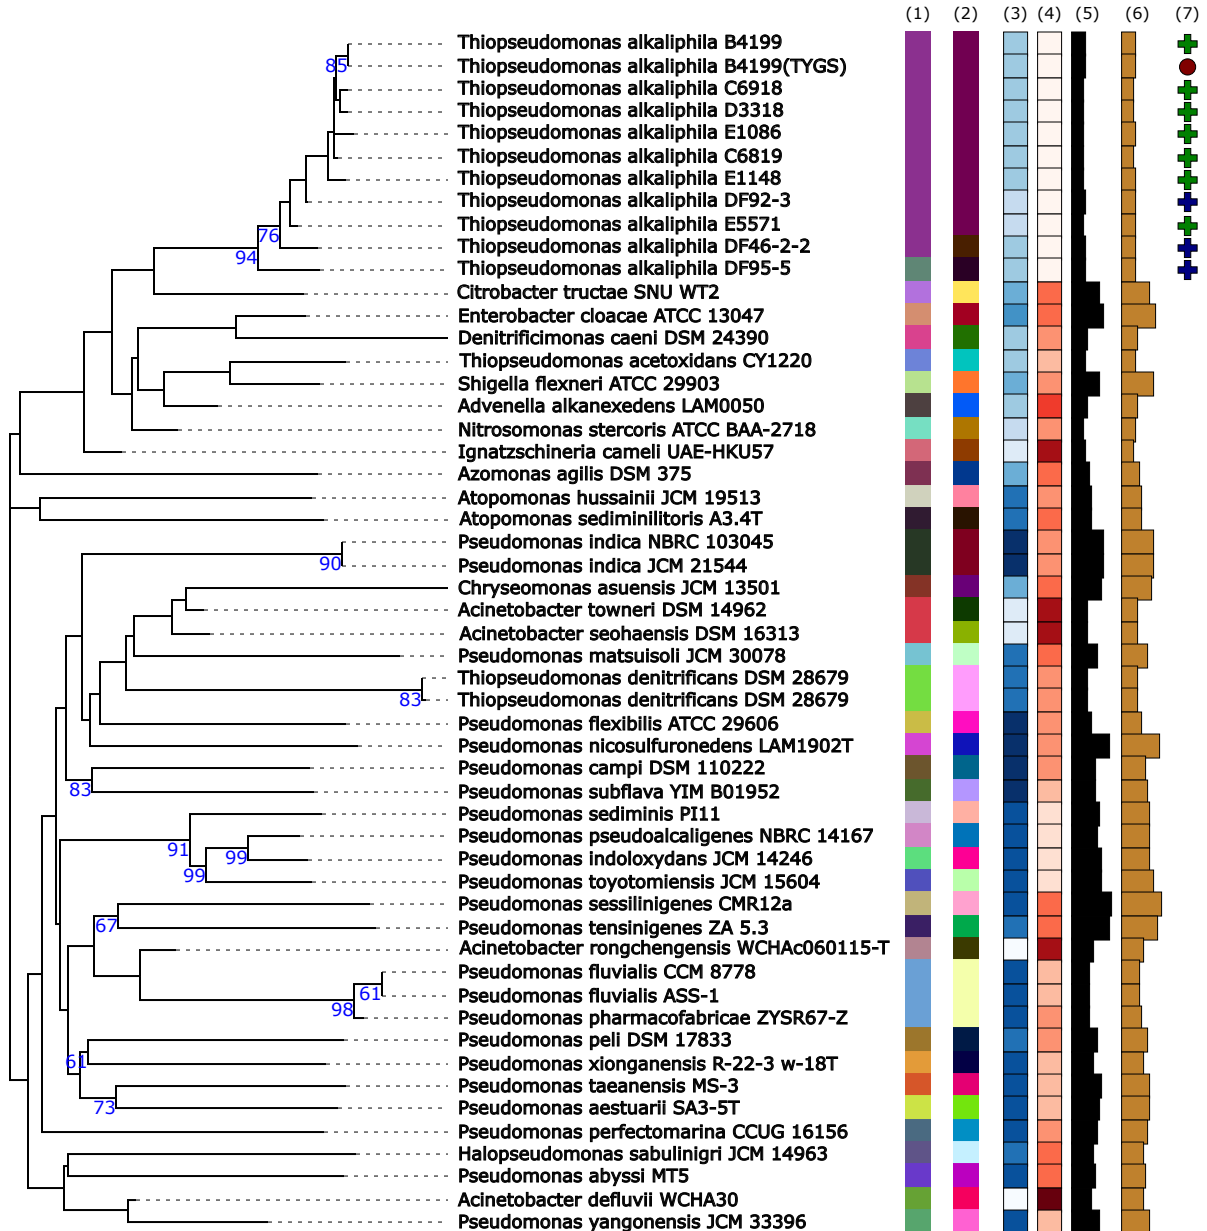 (1) (2) (3) (4) (5) (6) (7)
Thiopseudomonas alkaliphila B4199
85 Thiopseudomonas alkaliphila B4199(TYGS)
Thiopseudomonas alkaliphila C6918
Thiopseudomonas alkaliphila D3318
Thiopseudomonas alkaliphila E1086
Thiopseudomonas alkaliphila C6819
Thiopseudomonas alkaliphila E1148
Thiopseudomonas alkaliphila DF92-3
Thiopseudomonas alkaliphila E5571
76
Thiopseudomonas alkaliphila DF46-2-2
94
Thiopseudomonas alkaliphila DF95-5
Citrobacter tructae SNU WT2
Enterobacter cloacae ATCC 13047
Denitrificimonas caeni DSM 24390
Thiopseudomonas acetoxidans CY1220
Shigella flexneri ATCC 29903
Advenella alkanexedens LAM0050
Nitrosomonas stercoris ATCC BAA-2718
Ignatzschineria cameli UAE-HKU57
Azomonas agilis DSM 375
Atopomonas hussainii JCM 19513
Atopomonas sediminilitoris A3.4T
Pseudomonas indica NBRC 103045
90 Pseudomonas indica JCM 21544
Chryseomonas asuensis JCM 13501
Acinetobacter towneri DSM 14962
Acinetobacter seohaensis DSM 16313
Pseudomonas matsuisoli JCM 30078
Thiopseudomonas denitrificans DSM 28679
83 Thiopseudomonas denitrificans DSM 28679
Pseudomonas flexibilis ATCC 29606
Pseudomonas nicosulfuronedens LAM1902T
Pseudomonas campi DSM 110222
83 Pseudomonas subflava YIM B01952
Pseudomonas sediminis PI11
Pseudomonas pseudoalcaligenes NBRC 14167
91
99 Pseudomonas indoloxydans JCM 14246
99 Pseudomonas toyotomiensis JCM 15604
Pseudomonas sessilinigenes CMR12a
67 Pseudomonas tensinigenes ZA 5.3
Acinetobacter rongchengensis WCHAc060115-T
Pseudomonas fluvialis CCM 8778
61 Pseudomonas fluvialis ASS-1
98 Pseudomonas pharmacofabricae ZYSR67-Z
Pseudomonas peli DSM 17833
61 Pseudomonas xionganensis R-22-3 w-18T
Pseudomonas taeanensis MS-3
73 Pseudomonas aestuarii SA3-5T
Pseudomonas perfectomarina CCUG 16156
Halopseudomonas sabulinigri JCM 14963
Pseudomonas abyssi MT5
Acinetobacter defluvii WCHA30
Pseudomonas yangonensis JCM 33396